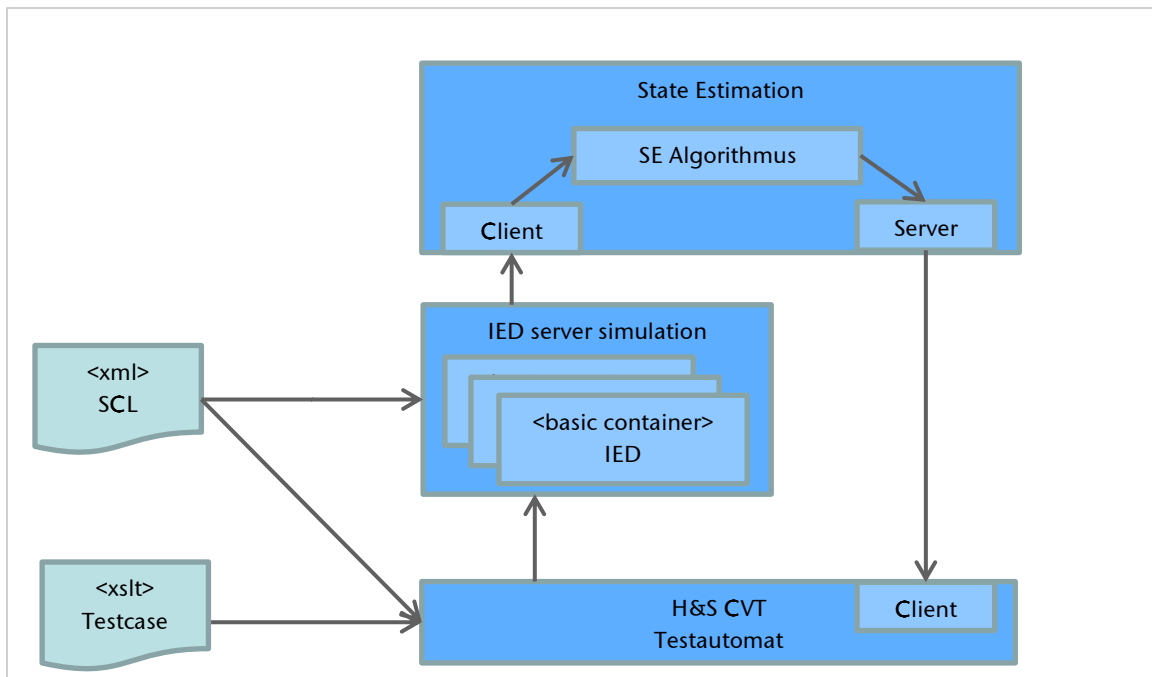 State Estimation
SE Algorithmus
Client
Server
IED server simulation
<xml>
SCL
<basic container>
IED
<xslt>
Testcase
H&S CVT
Testautomat
Client